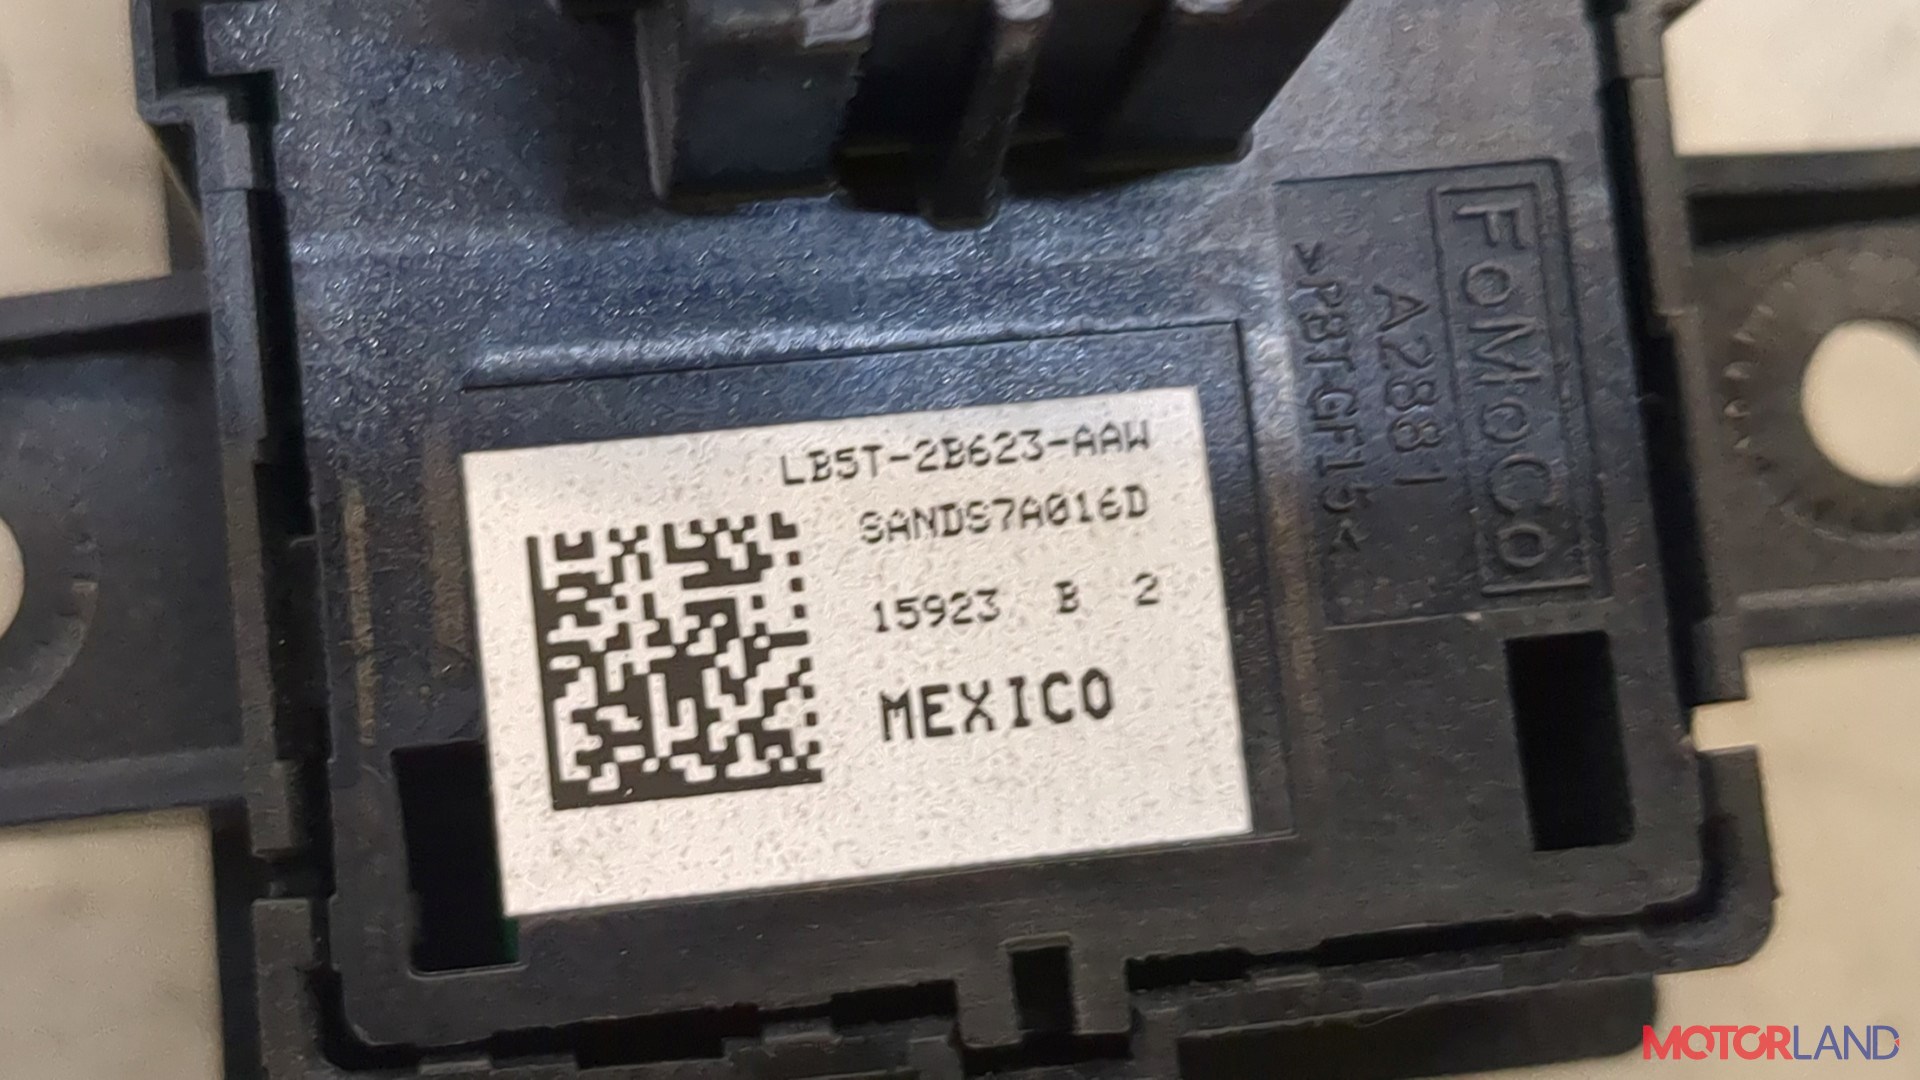 LB5T-2B623-AAW
SANDS7A016D
15923 B 2
MEXICO
FoMoCo
A2881
>PBT-GF15<
MOTORLAND